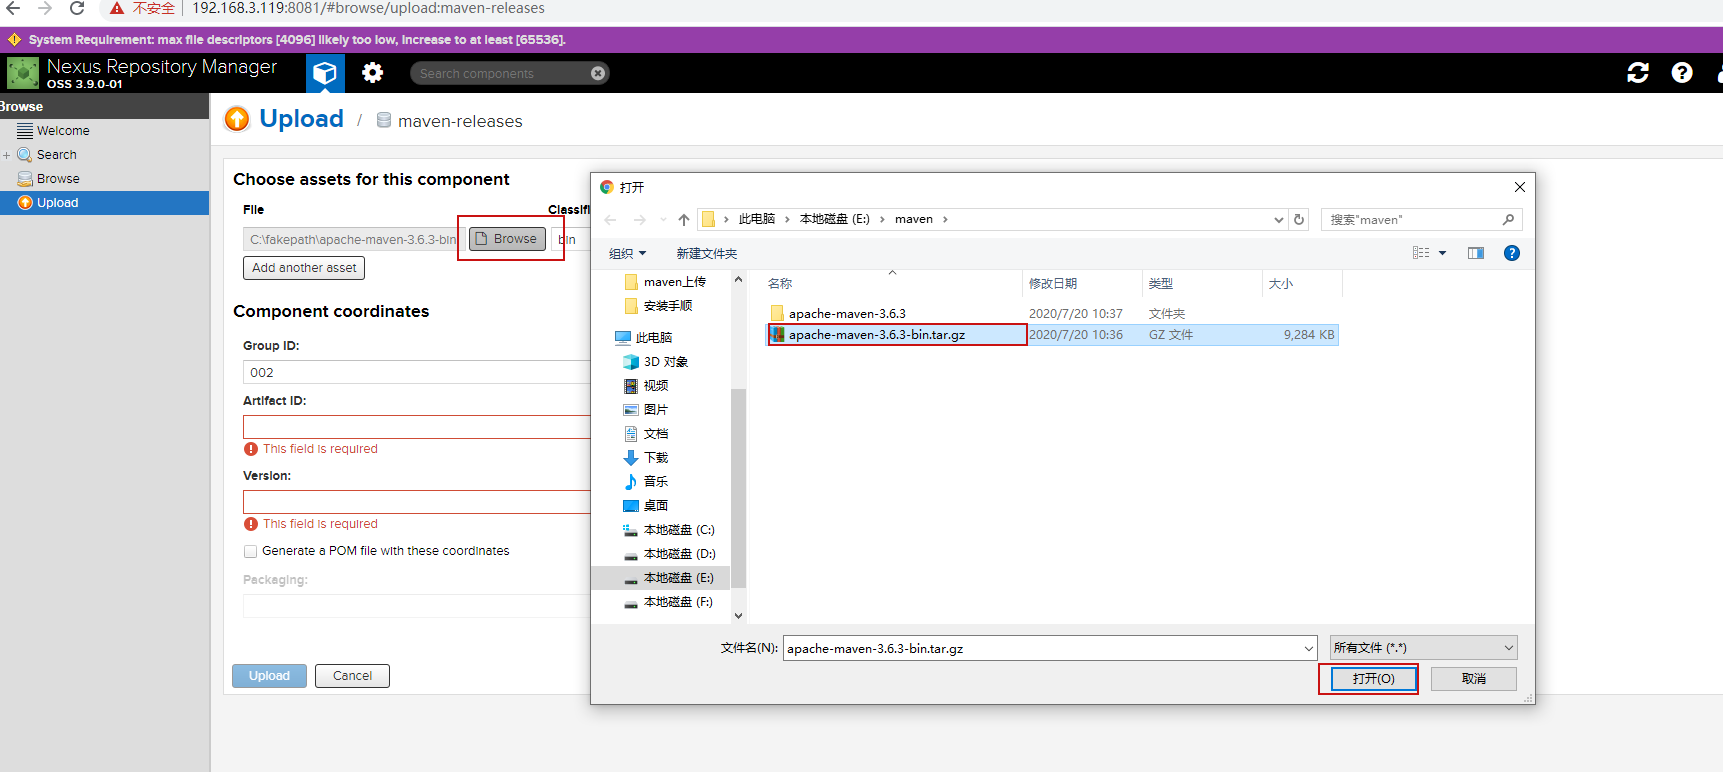 不安全 192.168.3.119:8081/#browse/upload:maven-releases
System Requirement: max file descriptors [4096] likely too low, increase to at least [65536].
Nexus Repository Manager
OSS 3.9.0-01
Search components
Browse
Welcome
Search
Browse
Upload
Upload / maven-releases
Choose assets for this component
File Classifi
C:\fakepath\apache-maven-3.6.3-bin Browse bin
Add another asset
Component coordinates
Group ID:
002
Artifact ID:
This field is required
Version:
This field is required
Generate a POM file with these coordinates
Packaging:
Upload Cancel
打开
此电脑 本地磁盘 (E:) maven 搜索"maven"
组织 新建文件夹
maven上传
安装手顺
此电脑
3D 对象
视频
图片
文档
下载
音乐
桌面
本地磁盘 (C:)
本地磁盘 (D:)
本地磁盘 (E:)
本地磁盘 (F:)
名称 修改日期 类型 大小
apache-maven-3.6.3 2020/7/20 10:37 文件夹
apache-maven-3.6.3-bin.tar.gz 2020/7/20 10:36 GZ 文件 9,284 KB
文件名(N): apache-maven-3.6.3-bin.tar.gz 所有文件 (*.*)
打开(O) 取消